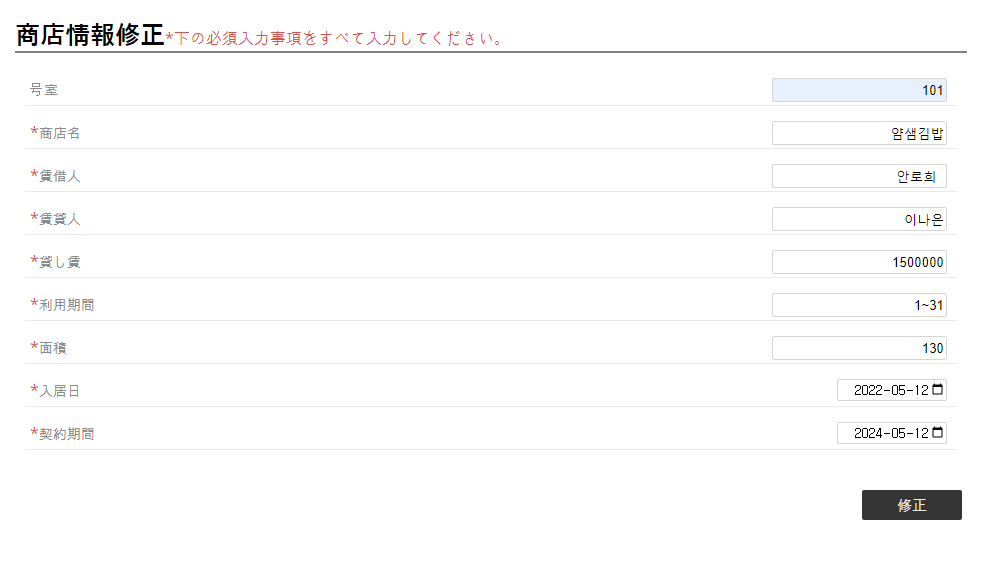 商店情報修正*下の必須入力事項をすべて入力してください。
号室 101
*商店名 얌샘김밥
*賃借人 안로희
*賃貸人 이나은
*貸し賃 1500000
*利用期間 1~31
*面積 130
*入居日 2022-05-12
*契約期間 2024-05-12
修正